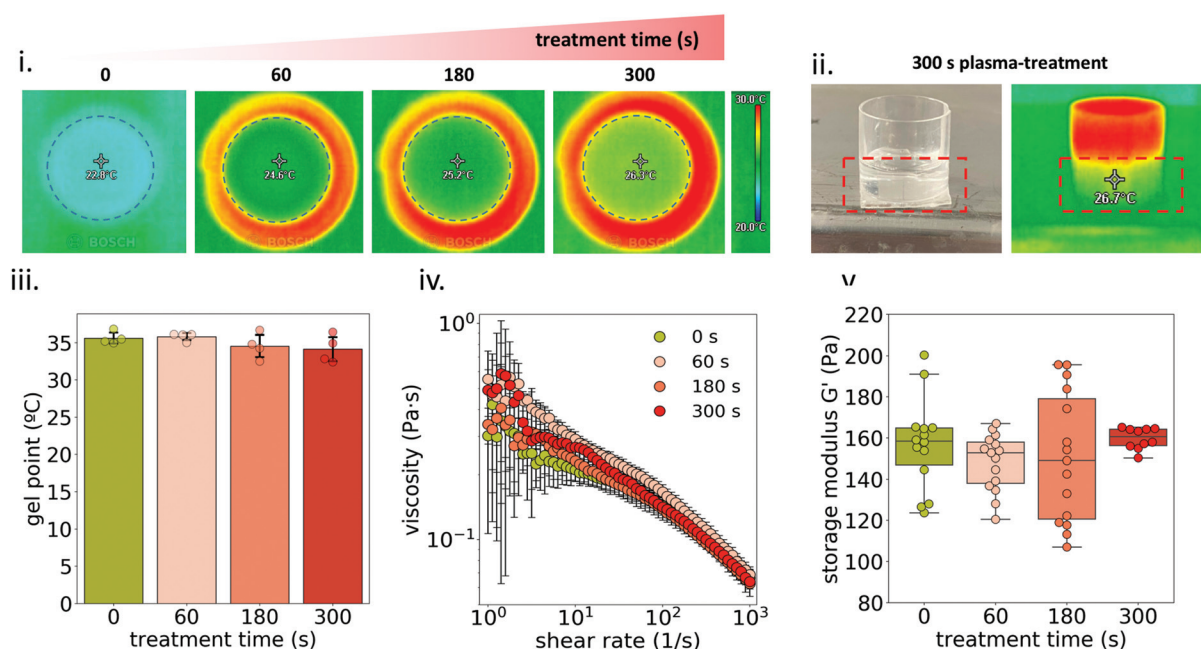 treatment time (s)
i.
0
60
180
300
30.0°C
20.0°C
22.8°C
24.6°C
25.2°C
26.3°C
BOSCH
BOSCH
BOSCH
BOSCH
ii.
300 s plasma-treatment
26.7°C
iii.
gel point (ºC)
35
30
25
20
15
10
5
0
0
60
180
300
treatment time (s)
iv.
viscosity (Pa·s)
10⁰
10⁻¹
0 s
60 s
180 s
300 s
10⁰
10¹
10²
10³
shear rate (1/s)
v
storage modulus G' (Pa)
220
200
180
160
140
120
100
80
0
60
180
300
treatment time (s)